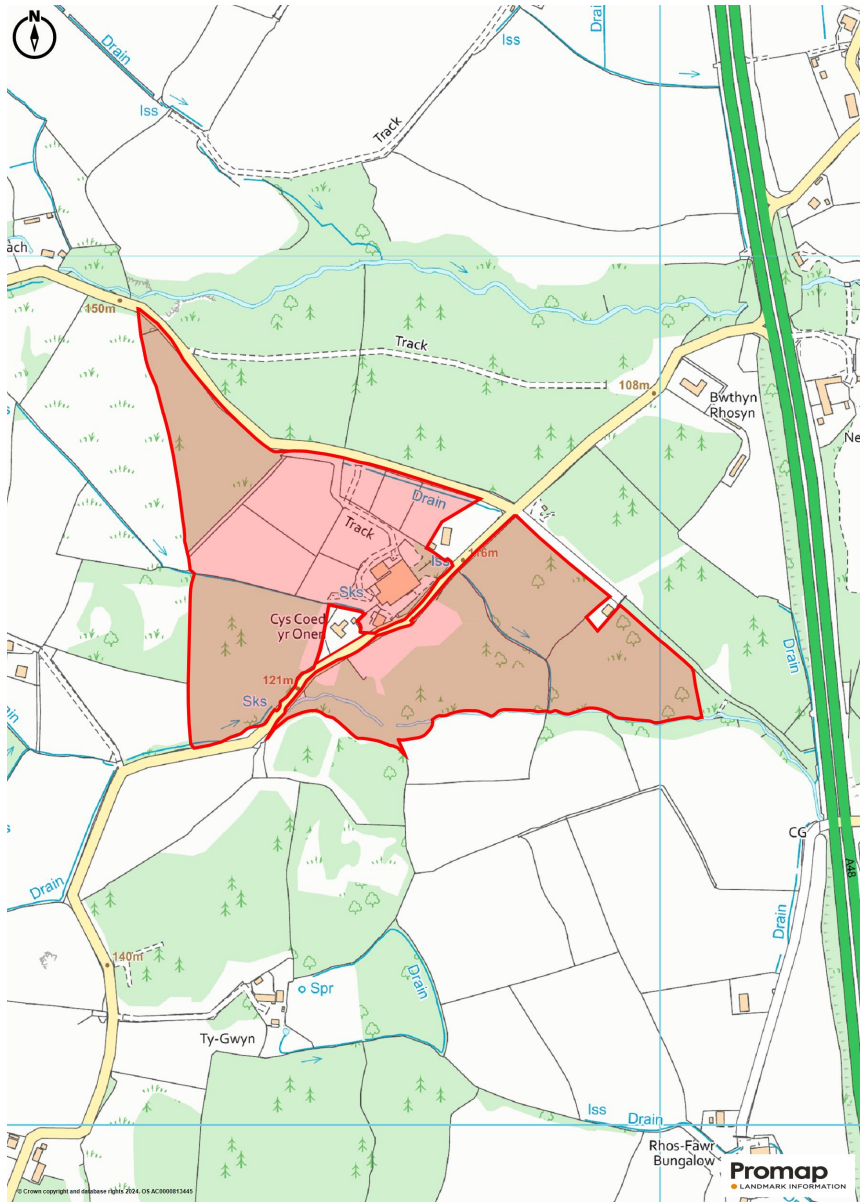 N
Drain
Iss
Iss
Drain
Track
ach
150m
Track
108m
Bwthyn
Rhosyn
Ne
Drain
Track
Iss
116m
Sks
Cys Coed
yr Onen
121m
Sks
Drain
CG
A48
Drain
Drain
140m
Spr
Drain
Ty-Gwyn
Iss
Drain
Rhos-Fawr
Bungalow
Promap
LANDMARK INFORMATION
© Crown copyright and database rights 2024. OS AC0000813445